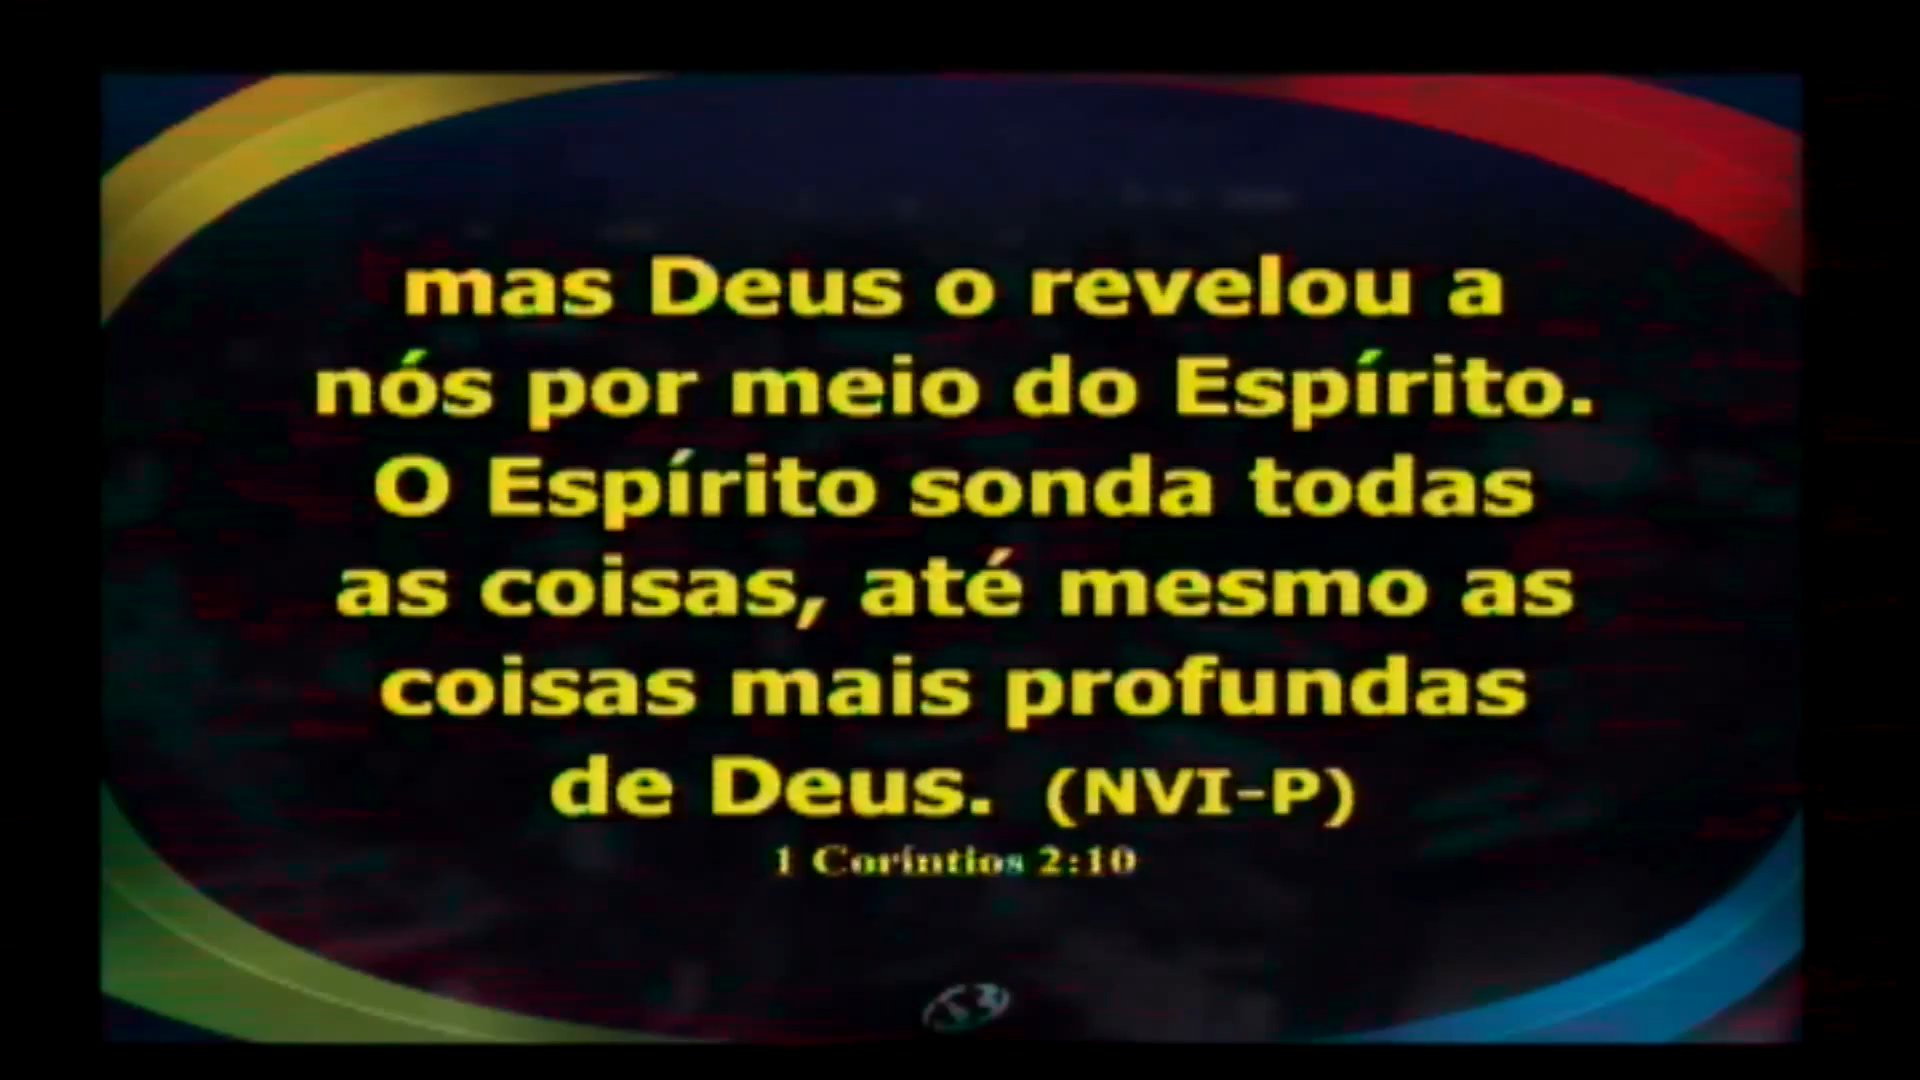 mas Deus o revelou a
nós por meio do Espírito.
O Espírito sonda todas
as coisas, até mesmo as
coisas mais profundas
de Deus. (NVI-P)
1 Coríntios 2:10